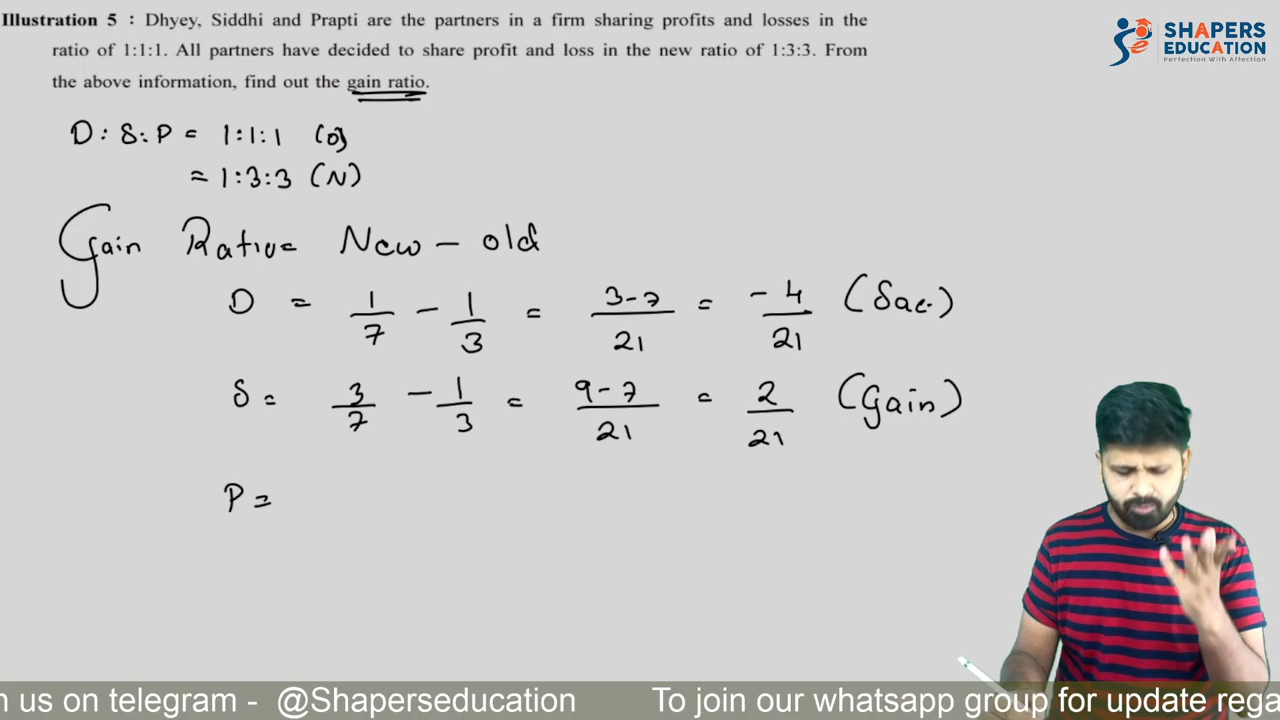 Illustration 5 : Dhyey, Siddhi and Prapti are the partners in a firm sharing profits and losses in the
ratio of 1:1:1. All partners have decided to share profit and loss in the new ratio of 1:3:3. From
the above information, find out the gain ratio.
SHAPERS
EDUCATION
Perfection With Affection
D : S : P = 1:1:1 (O)
= 1:3:3 (N)
Gain Ratio = New - old
D = 1/7 - 1/3 = 3-7/21 = -4/21 (Sac.)
S = 3/7 - 1/3 = 9-7/21 = 2/21 (Gain)
P =
n us on telegram - @Shaperseducation To join our whatsapp group for update rega